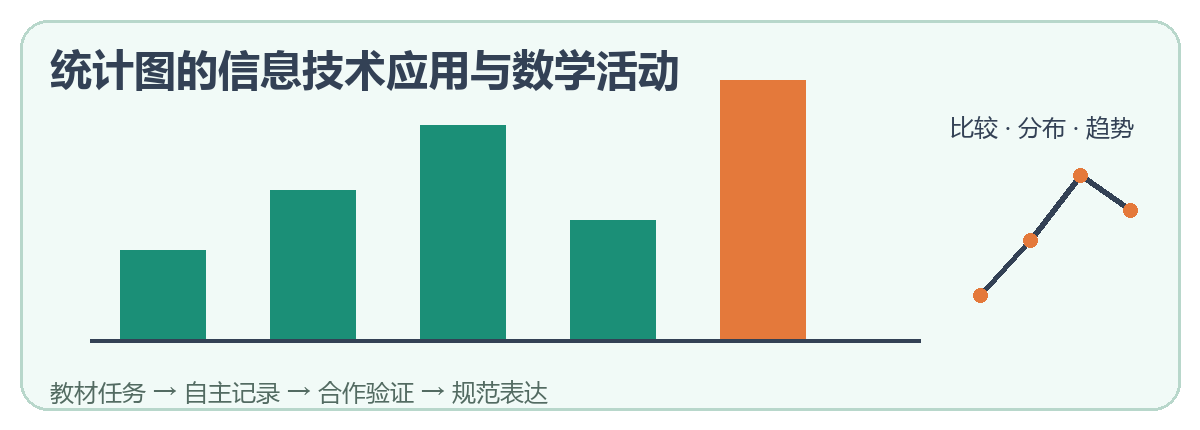 统计图的信息技术应用与数学活动
比较 · 分布 · 趋势
教材任务 → 自主记录 → 合作验证 → 规范表达